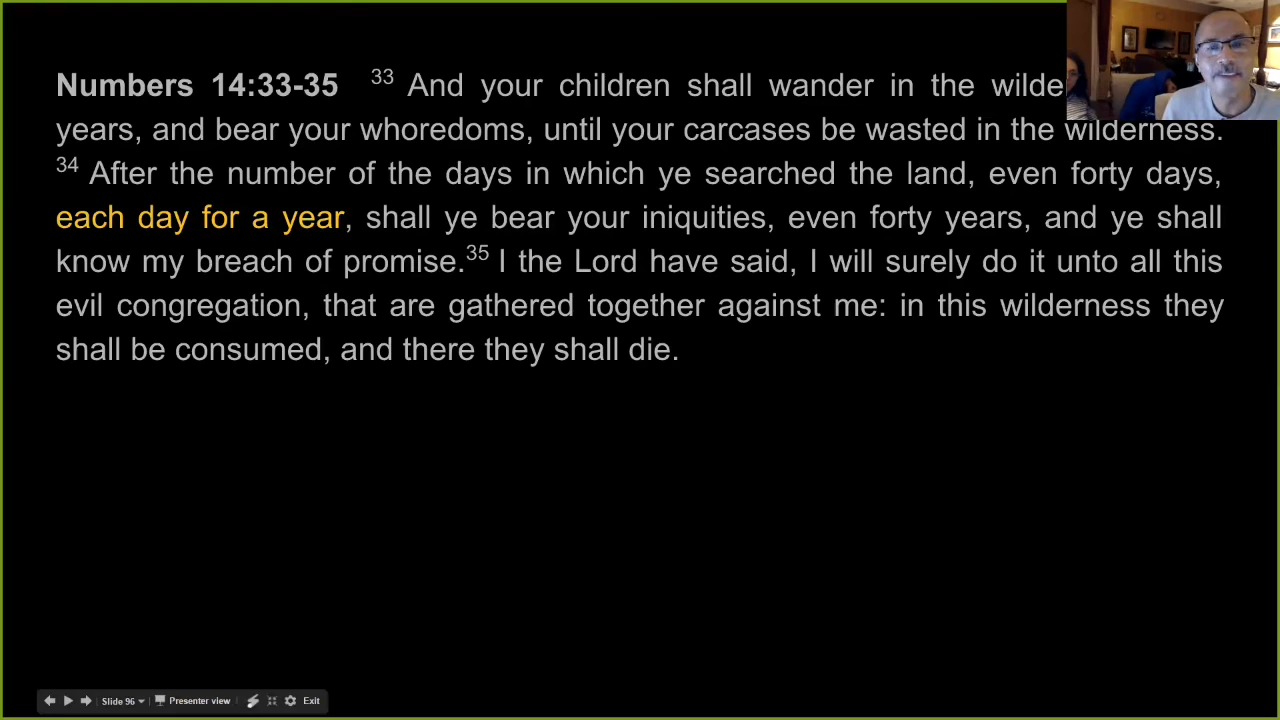 Numbers 14:33-35 33 And your children shall wander in the
years, and bear your whoredoms, until your carcases be wasted in the wilderness.
34 After the number of the days in which ye searched the land, even forty days,
each day for a year, shall ye bear your iniquities, even forty years, and ye shall
know my breach of promise.35 I the Lord have said, I will surely do it unto all this
evil congregation, that are gathered together against me: in this wilderness they
shall be consumed, and there they shall die.
Slide 96 Presenter view Exit